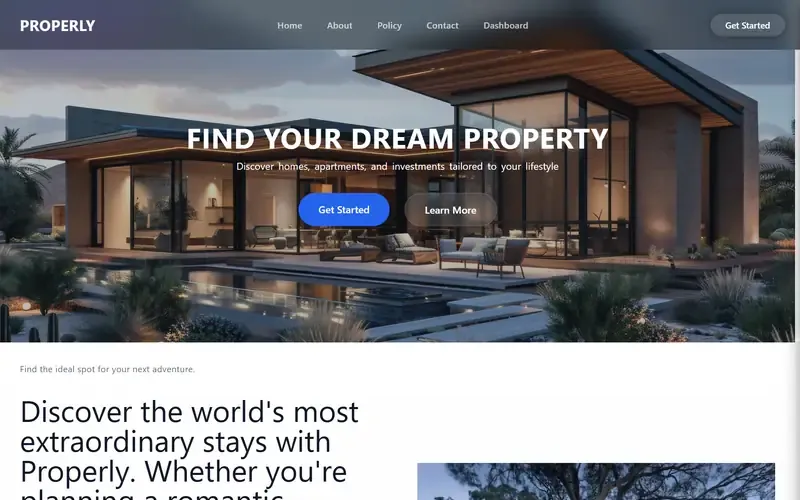 PROPERLY
Home
About
Policy
Contact
Dashboard
Get Started
FIND YOUR DREAM PROPERTY
Discover homes, apartments, and investments tailored to your lifestyle
Get Started
Learn More
Find the ideal spot for your next adventure.
Discover the world's most
extraordinary stays with
Properly. Whether you're
planning a romantic